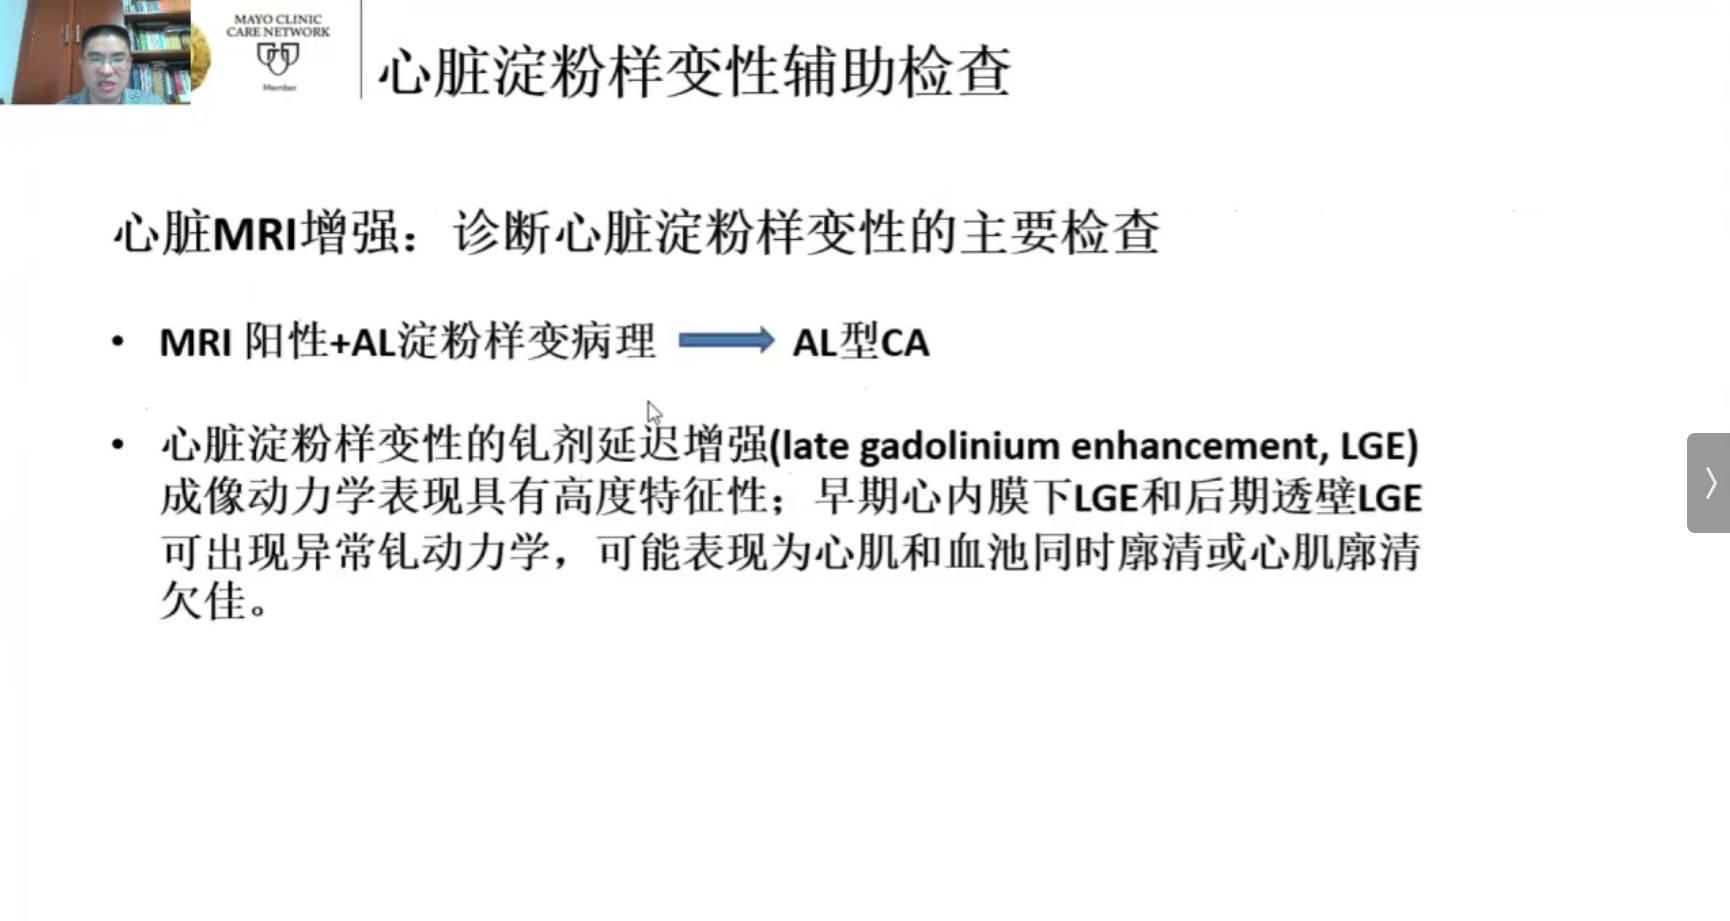 MAYO CLINIC
CARE NETWORK
Member
心脏淀粉样变性辅助检查
心脏MRI增强：诊断心脏淀粉样变性的主要检查
• MRI 阳性+AL淀粉样变病理 AL型CA
• 心脏淀粉样变性的钆剂延迟增强(late gadolinium enhancement, LGE)
成像动力学表现具有高度特征性；早期心内膜下LGE和后期透壁LGE
可出现异常钆动力学，可能表现为心肌和血池同时廓清或心肌廓清
欠佳。